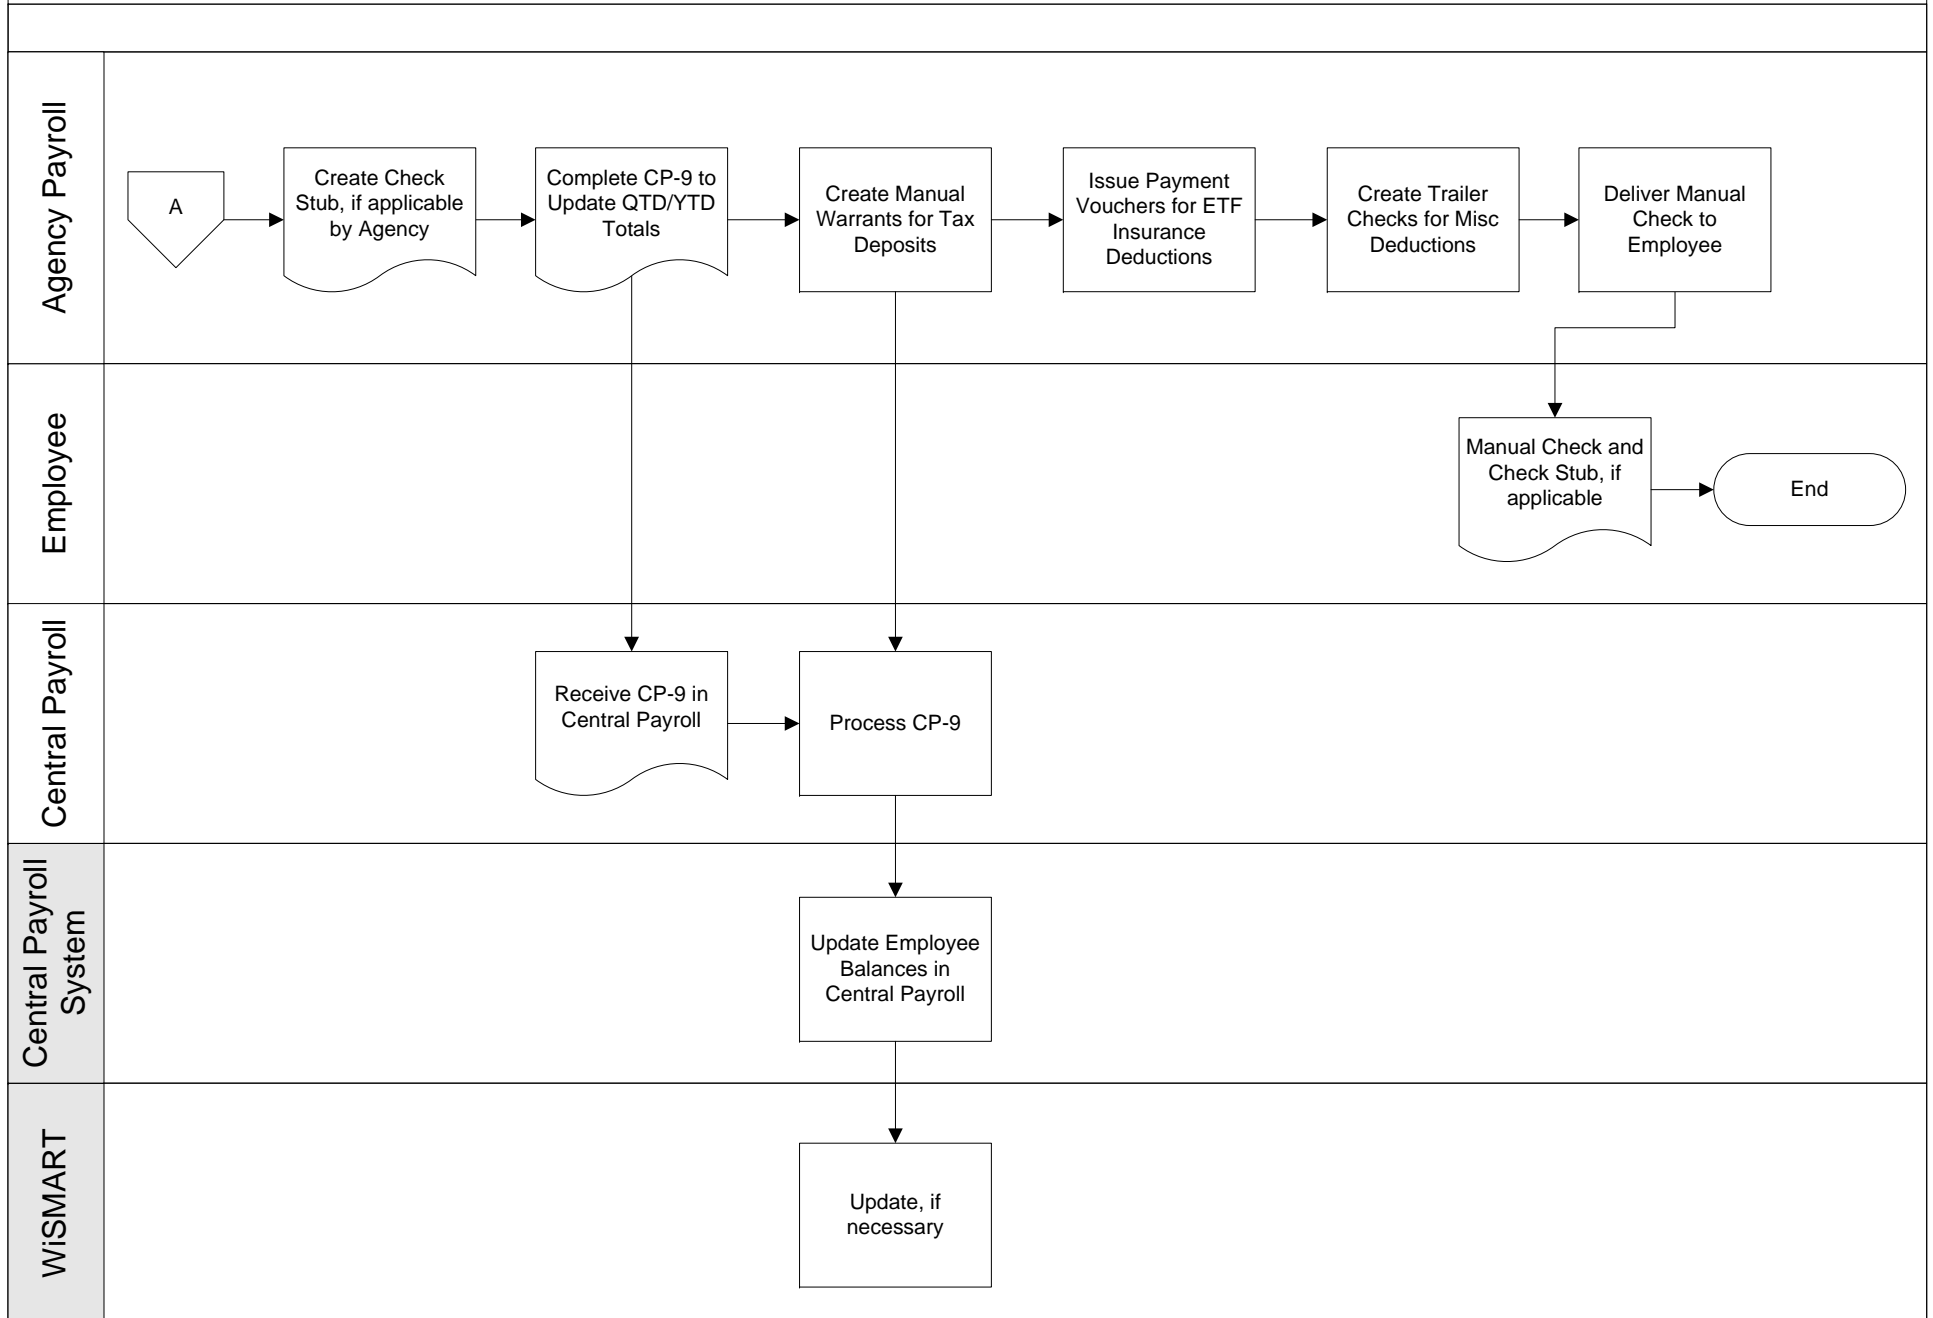 Agency Payroll
A
Create Check
Stub, if applicable
by Agency
Complete CP-9 to
Update QTD/YTD
Totals
Create Manual
Warrants for Tax
Deposits
Issue Payment
Vouchers for ETF
Insurance
Deductions
Create Trailer
Checks for Misc
Deductions
Deliver Manual
Check to
Employee
Employee
Manual Check and
Check Stub, if
applicable
End
Central Payroll
Receive CP-9 in
Central Payroll
Process CP-9
Central Payroll
System
Update Employee
Balances in
Central Payroll
WiSMART
Update, if
necessary